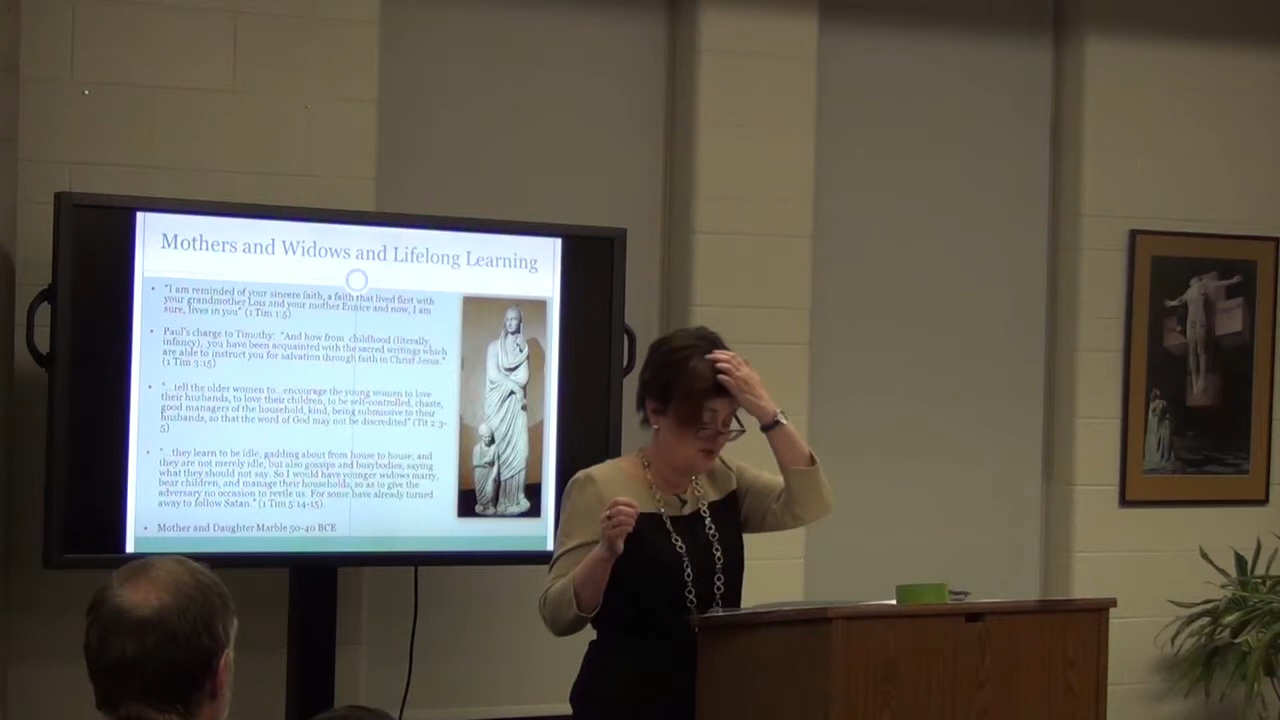 Mothers and Widows and Lifelong Learning
• "I am reminded of your sincere faith, a faith that lived first with
your grandmother Lois and your mother Eunice and now, I am
sure, lives in you" (1 Tim 1:5)
• Paul's charge to Timothy: "And how from childhood (literally,
infancy), you have been acquainted with the sacred writings which
are able to instruct you for salvation through faith in Christ Jesus."
(1 Tim 3:15)
• "...tell the older women to...encourage the young women to love
their husbands, to love their children, to be self-controlled, chaste,
good managers of the household, kind, being submissive to their
husbands, so that the word of God may not be discredited" (Tit 2:3-
5)
• "...they learn to be idle, gadding about from house to house; and
they are not merely idle, but also gossips and busybodies, saying
what they should not say. So I would have younger widows marry,
bear children, and manage their households, so as to give the
adversary no occasion to revile us. For some have already turned
away to follow Satan." (1 Tim 5:14-15).
• Mother and Daughter Marble 50-40 BCE